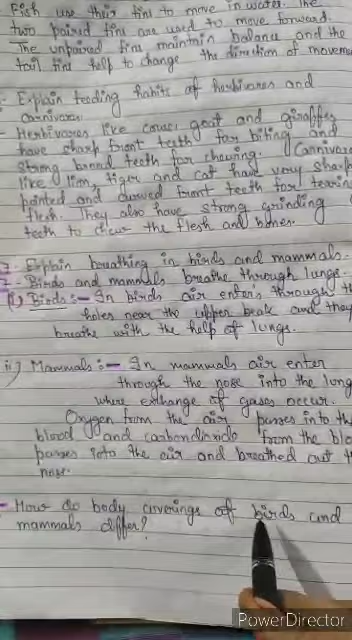 Fish use their fins to move in water. The
two paired fins are used to move forward.
The unpaired fins maintain balance and the
tail fins help to change the direction of movem
- Explain feeding habits of herbivores and
carnivores.
- Herbivores like cows, goat and giraffes
have sharp front teeth for biting and
strong broad teeth for chewing. Carnivore
like lion, tiger and cat have very sharp
pointed and curved front teeth for tearin
flesh. They also have strong grinding
teeth to chew the flesh and bones.
- Explain breathing in birds and mammals.
- Birds and mammals breathe through lungs.
(i) Birds :- In birds air enter's through th
holes near the upper beak and they
breathe with the help of lungs.
ii) Mammals :- In mammals air enter
through the nose into the lung
where exhange of gases occur.
Oxygen from the air passes into the
blood and carbondioxide from the blo
passes into the air and breathed out t
nose.
- How do body coverings of birds and
mammals differ?
PowerDirector